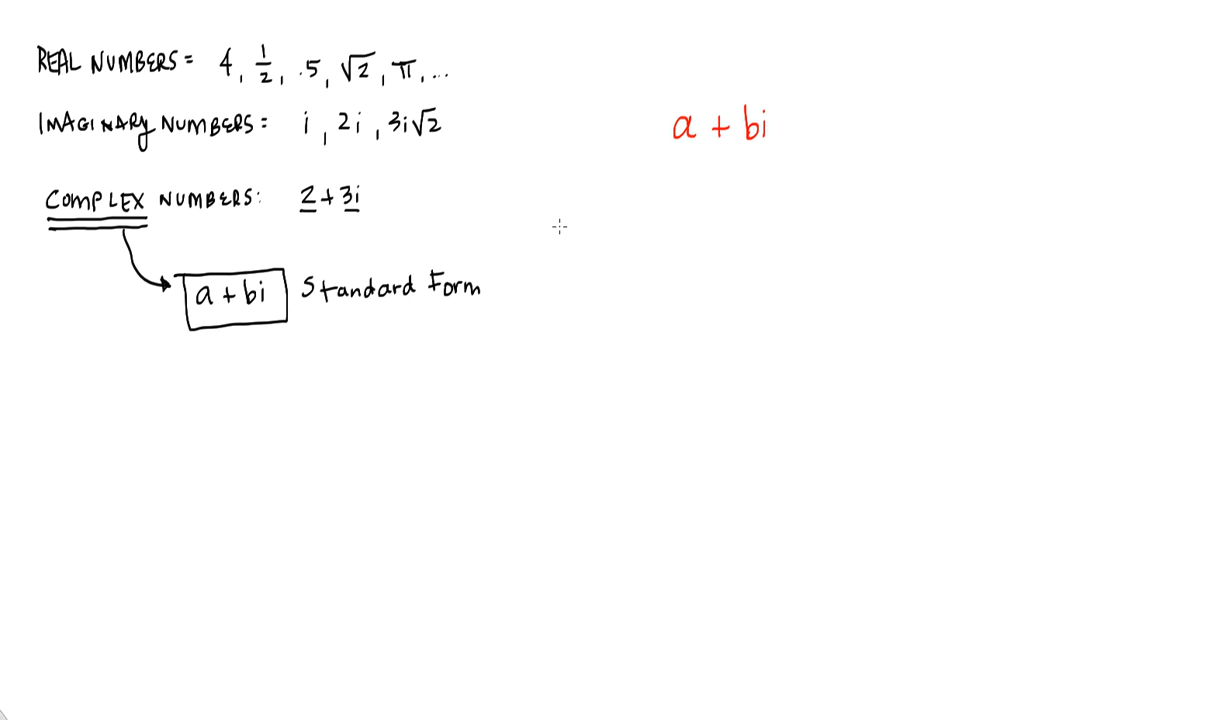 REAL NUMBERS = 4, 1/2, .5, √2, π, ...
IMAGINARY NUMBERS = i, 2i, 3i√2
a + bi
COMPLEX NUMBERS: 2 + 3i
a + bi Standard Form